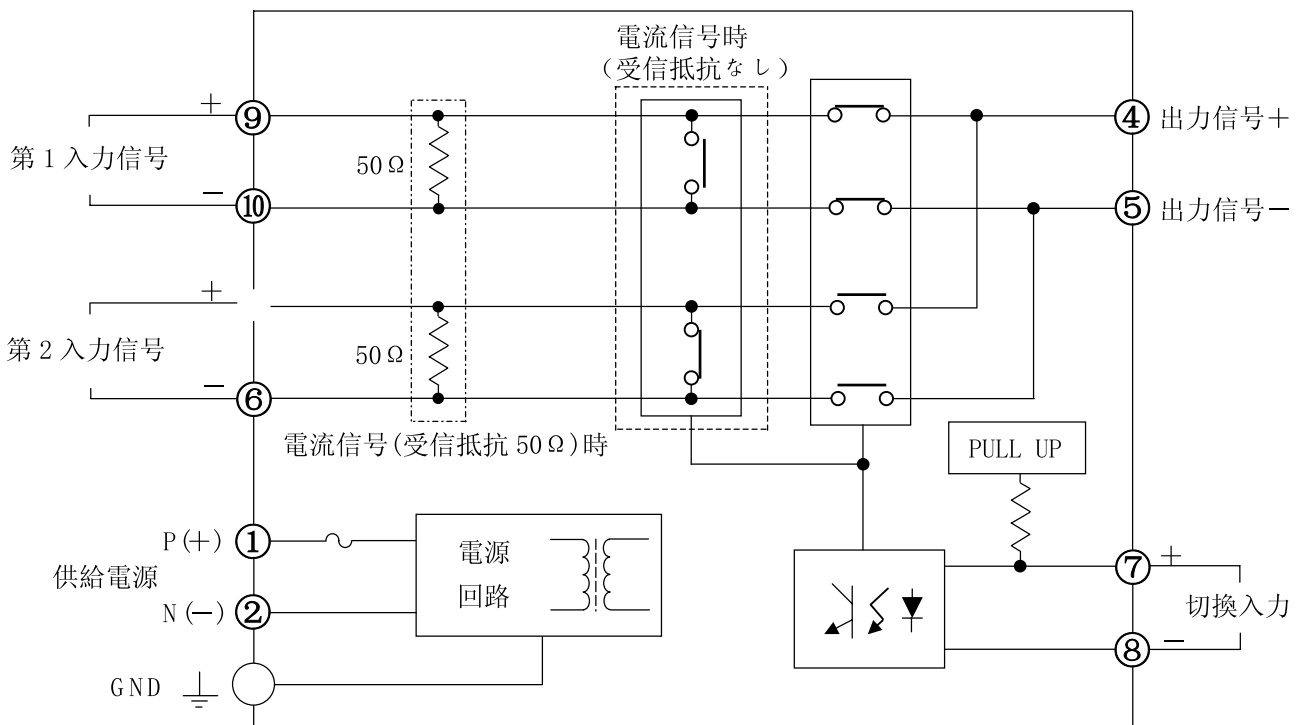 電流信号時
(受信抵抗なし)
+
⑨
④
出力信号+
第1入力信号
50Ω
−
⑩
⑤
出力信号−
+
第2入力信号
50Ω
−
⑥
電流信号(受信抵抗50Ω)時
PULL UP
P(+)
①
電源
回路
供給電源
N(−)
②
⑦
+
切換入力
⑧
−
GND